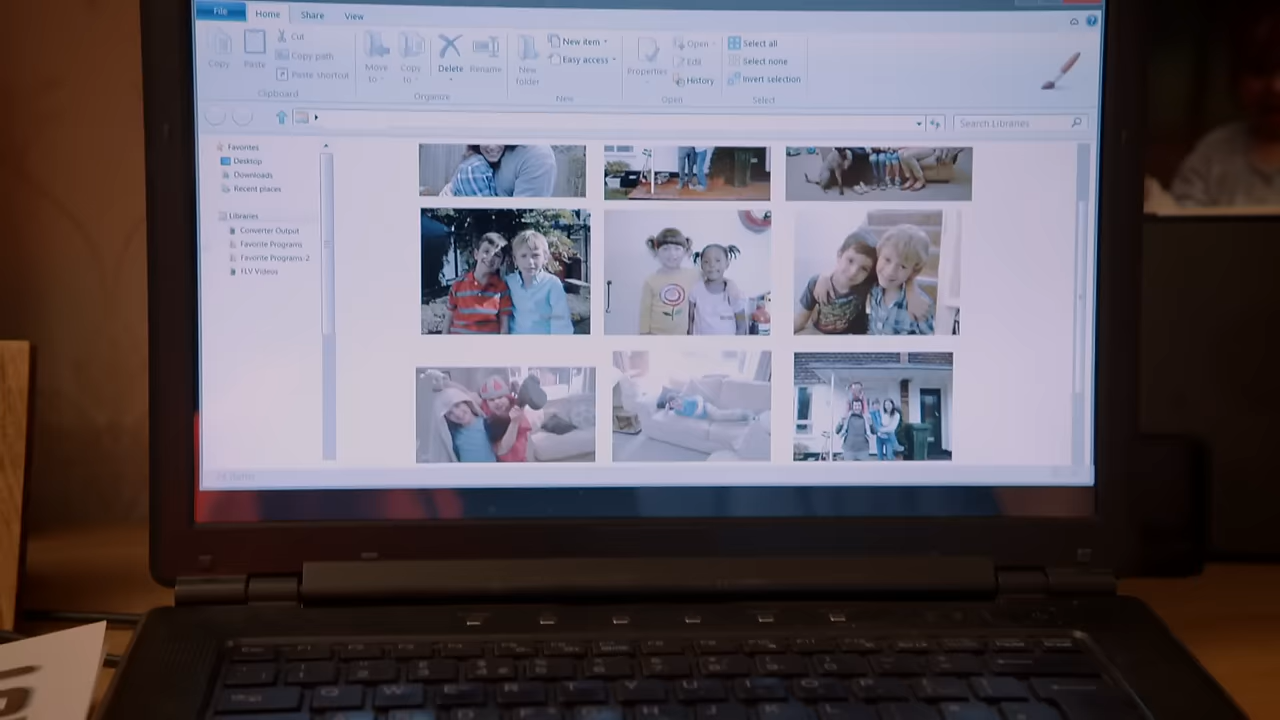 File Home Share View
Cut
Copy path
Paste shortcut
Copy Paste
Clipboard
Move to Copy to Delete Rename
Organize
New folder
New item
Easy access
New
Properties
Open
Edit
History
Open
Select all
Select none
Invert selection
Select
Search Libraries
Favorites
Desktop
Downloads
Recent places
Libraries
Converter Output
Favorite Programs
Favorite Programs 2
FLV Videos